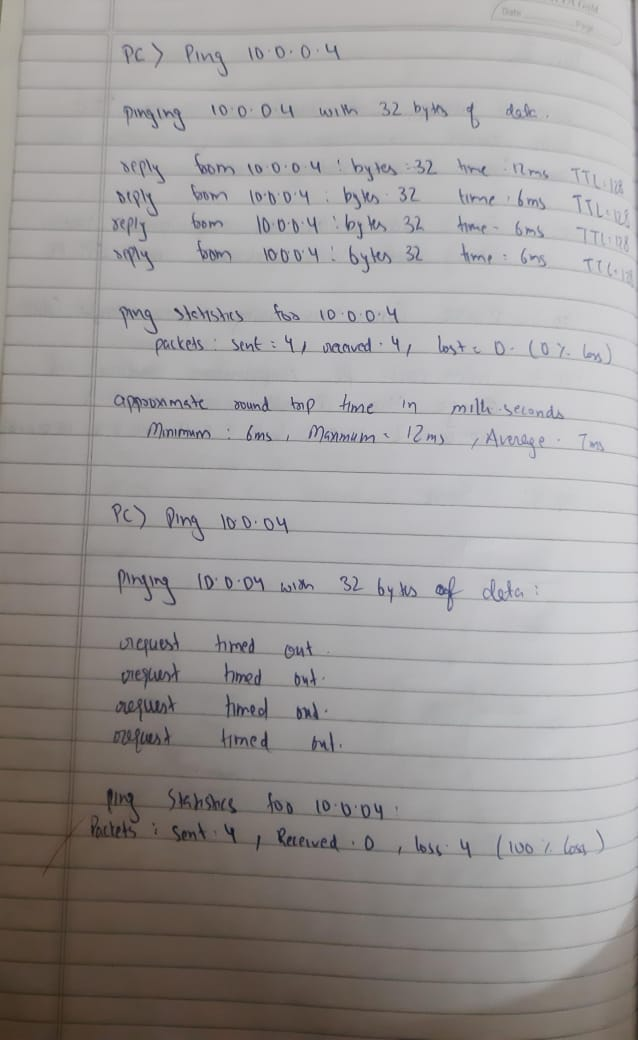 Date
Page
PC> Ping 10.0.0.4
pinging 10.0.0.4 with 32 bytes of data.
reply from 10.0.0.4 : bytes=32 time : 12ms TTL=128
reply from 10.0.0.4 : bytes 32 time : 6ms TTL=128
reply from 10.0.0.4 : bytes 32 time = 6ms TTL=128
reply from 10.0.0.4 : bytes 32 time = 6ms TTL=128
ping statistics for 10.0.0.4
packets : sent = 4, received . 4, lost = 0. (0% loss)
approximate round trip time in milli-seconds
Minimum : 6ms, Maximum = 12ms, Average . 7ms
PC> Ping 10.0.04
Pinging 10.0.04 with 32 bytes of data :
request timed out.
request timed out.
request timed out.
request timed out.
ping Statistics for 10.0.04 :
Packets : sent . 4, Received . 0, loss . 4 (100% loss)